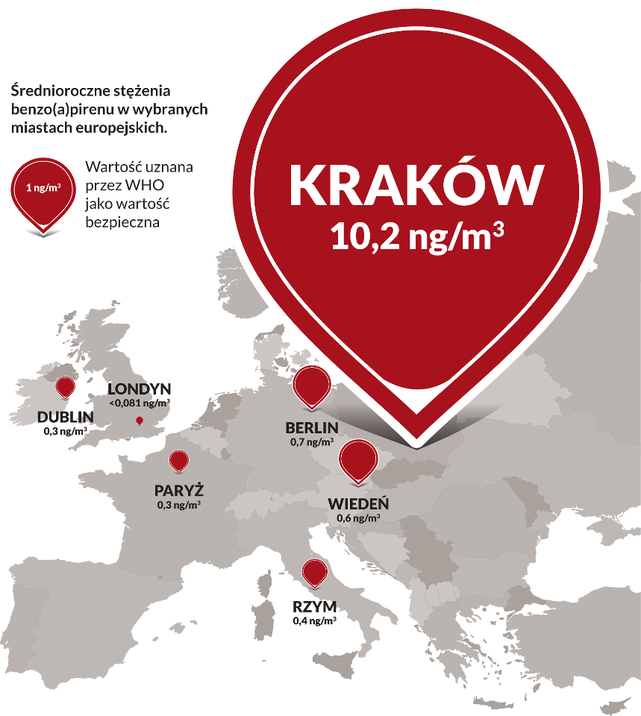 Średnioroczne stężenia
benzo(a)pirenu w wybranych
miastach europejskich.
1 ng/m³
Wartość uznana
przez WHO
jako wartość
bezpieczna
KRAKÓW
10,2 ng/m³
LONDYN
<0,081 ng/m³
DUBLIN
0,3 ng/m³
BERLIN
0,7 ng/m³
PARYŻ
0,3 ng/m³
WIEDEŃ
0,6 ng/m³
RZYM
0,4 ng/m³